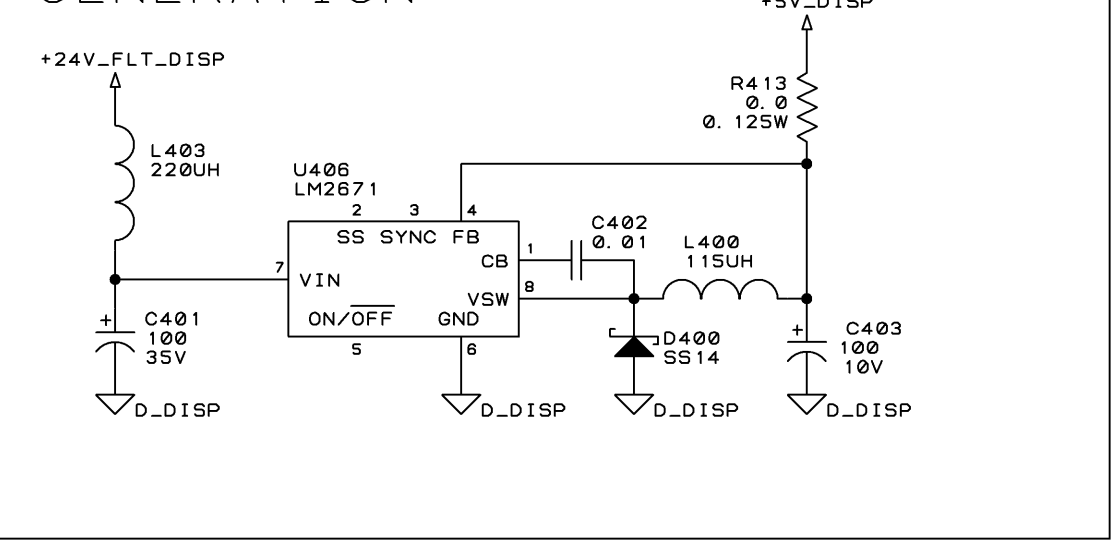 GENERATION
+5V_DISP
+24V_FLT_DISP
R413
0.0
0.125W
L403
220UH
U406
LM2671
2 3 4
SS SYNC FB
C402
0.01
1
CB
L400
115UH
7
VIN
8
VSW
ON/OFF GND
5 6
+ C401
100
35V
D400
SS14
+ C403
100
10V
D_DISP
D_DISP
D_DISP
D_DISP